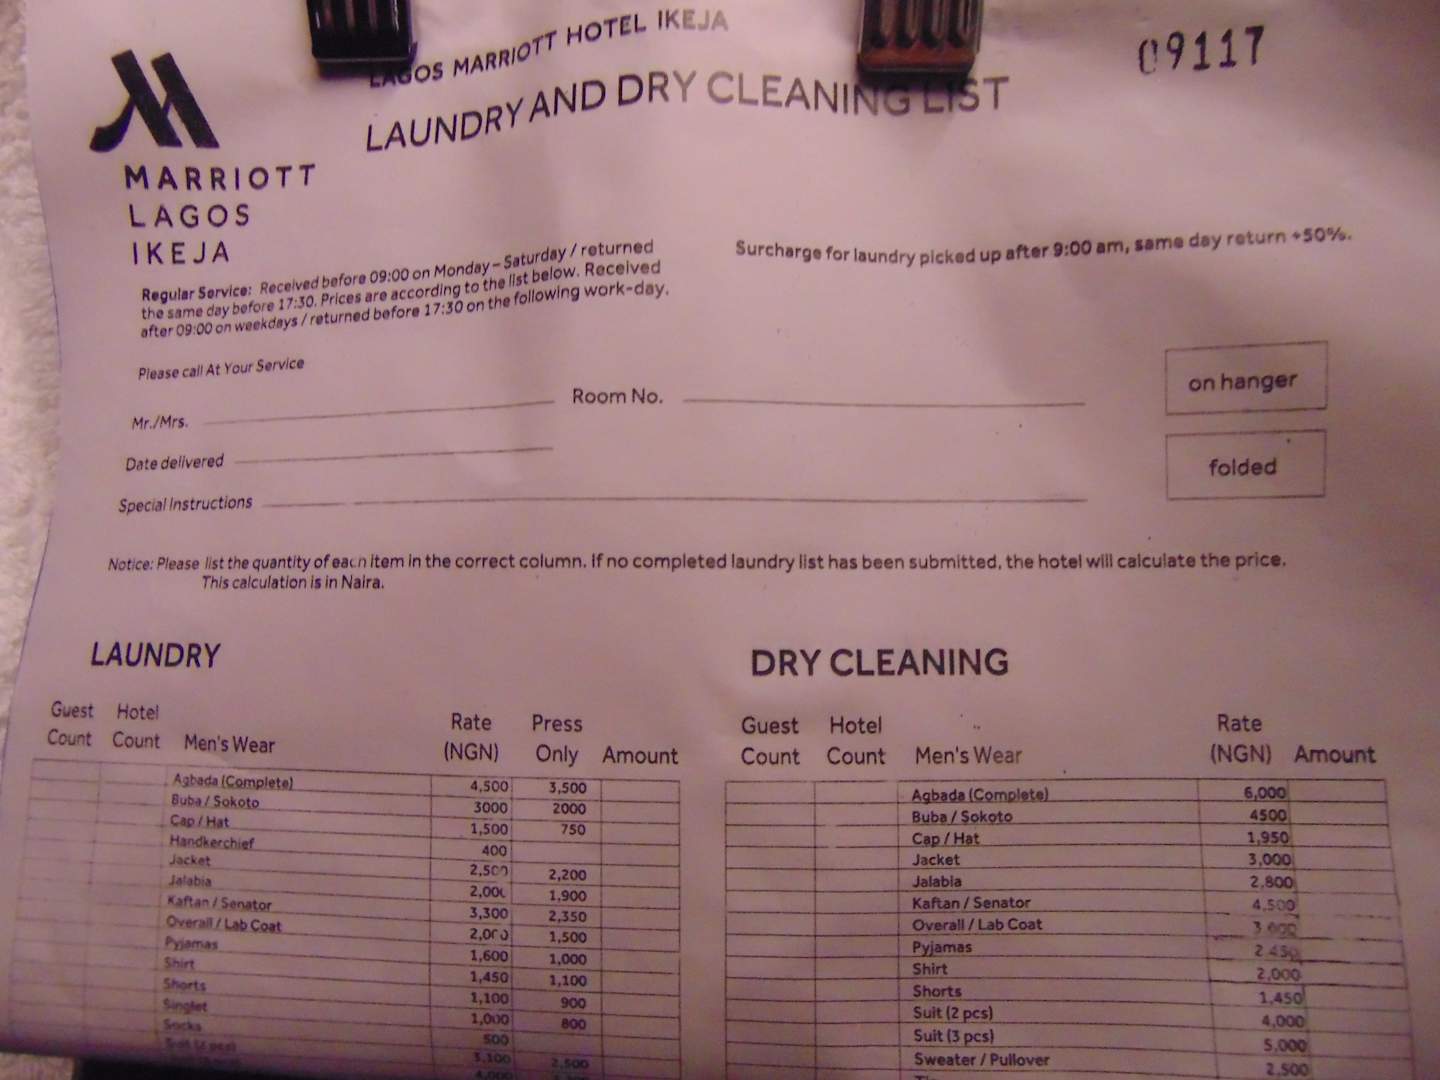 LAGOS MARRIOTT HOTEL IKEJA
09117
LAUNDRY AND DRY CLEANING LIST
MARRIOTT
LAGOS
IKEJA
Regular Service: Received before 09:00 on Monday – Saturday / returned
the same day before 17:30. Prices are according to the list below. Received
after 09:00 on weekdays / returned before 17:30 on the following work-day.
Surcharge for laundry picked up after 9:00 am, same day return +50%.
Please call At Your Service
Mr./Mrs.
Room No.
on hanger
Date delivered
folded
Special Instructions
Notice: Please list the quantity of each item in the correct column. If no completed laundry list has been submitted, the hotel will calculate the price.
This calculation is in Naira.
LAUNDRY
Guest Count Hotel Count Men's Wear Rate (NGN) Press Only Amount
Agbada (Complete) 4,500 3,500
Buba / Sokoto 3000 2000
Cap / Hat 1,500 750
Handkerchief 400
Jacket 2,500 2,200
Jalabia 2,000 1,900
Kaftan / Senator 3,300 2,350
Overall / Lab Coat 2,000 1,500
Pyjamas 1,600 1,000
Shirt 1,450 1,100
Shorts 1,100 900
Singlet 1,000 800
Socks 500
Suit (2 pcs) 3,100 2,500
DRY CLEANING
Guest Count Hotel Count Men's Wear Rate (NGN) Amount
Agbada (Complete) 6,000
Buba / Sokoto 4500
Cap / Hat 1,950
Jacket 3,000
Jalabia 2,800
Kaftan / Senator 4,500
Overall / Lab Coat 3,000
Pyjamas 2,450
Shirt 2,000
Shorts 1,450
Suit (2 pcs) 4,000
Suit (3 pcs) 5,000
Sweater / Pullover 2,500